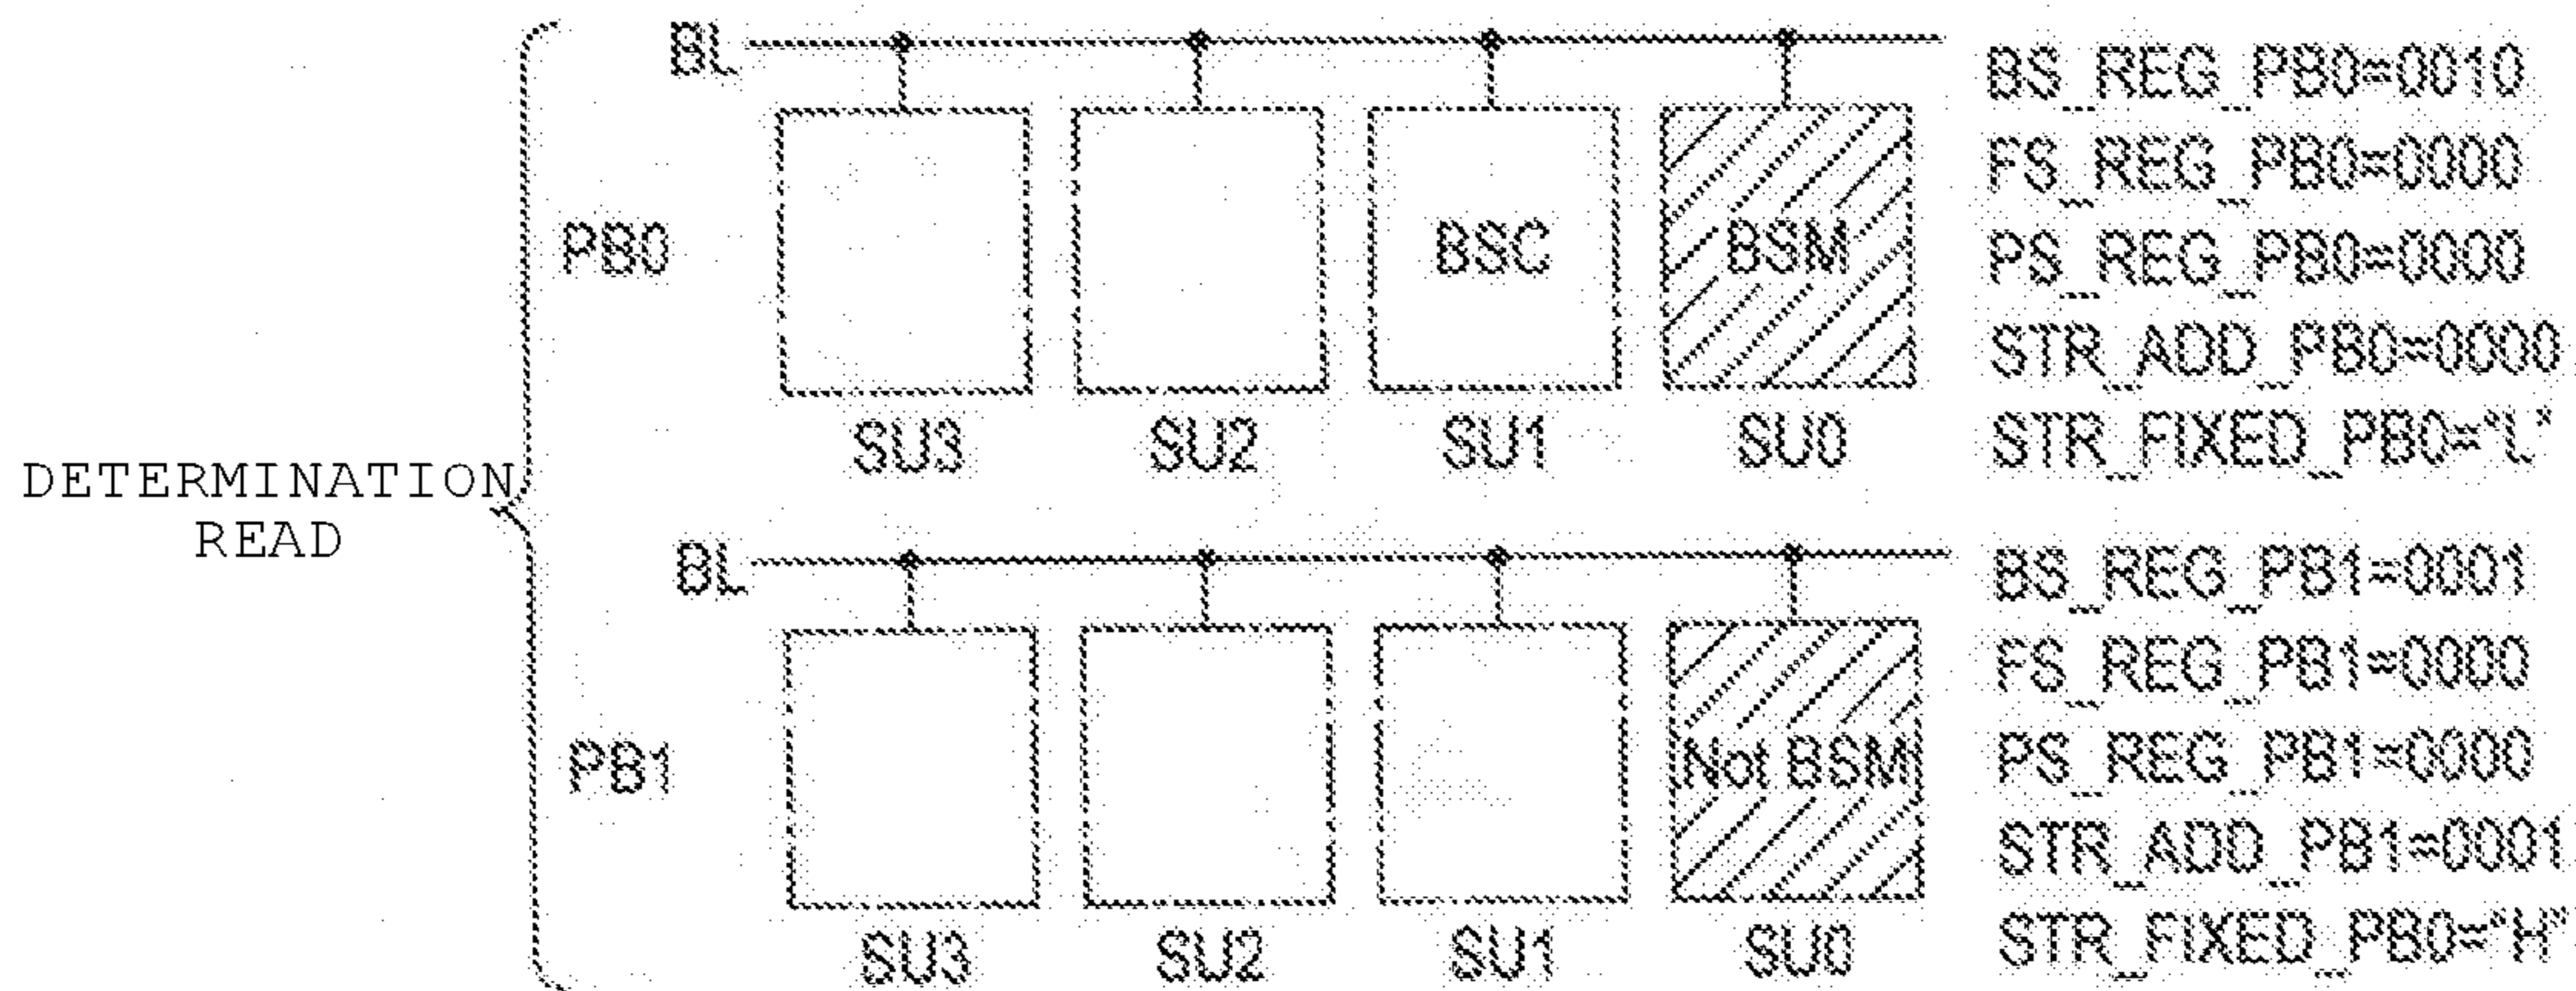 DETERMINATION
READ
BL
PB0
BSC
BSM
SU3 SU2 SU1 SU0
BS_REG_PB0=0010
FS_REG_PB0=0000
PS_REG_PB0=0000
STR_ADD_PB0=0000
STR_FIXED_PB0="L"
BL
PB1
Not BSM
SU3 SU2 SU1 SU0
BS_REG_PB1=0001
FS_REG_PB1=0000
PS_REG_PB1=0000
STR_ADD_PB1=0001
STR_FIXED_PB0="H"